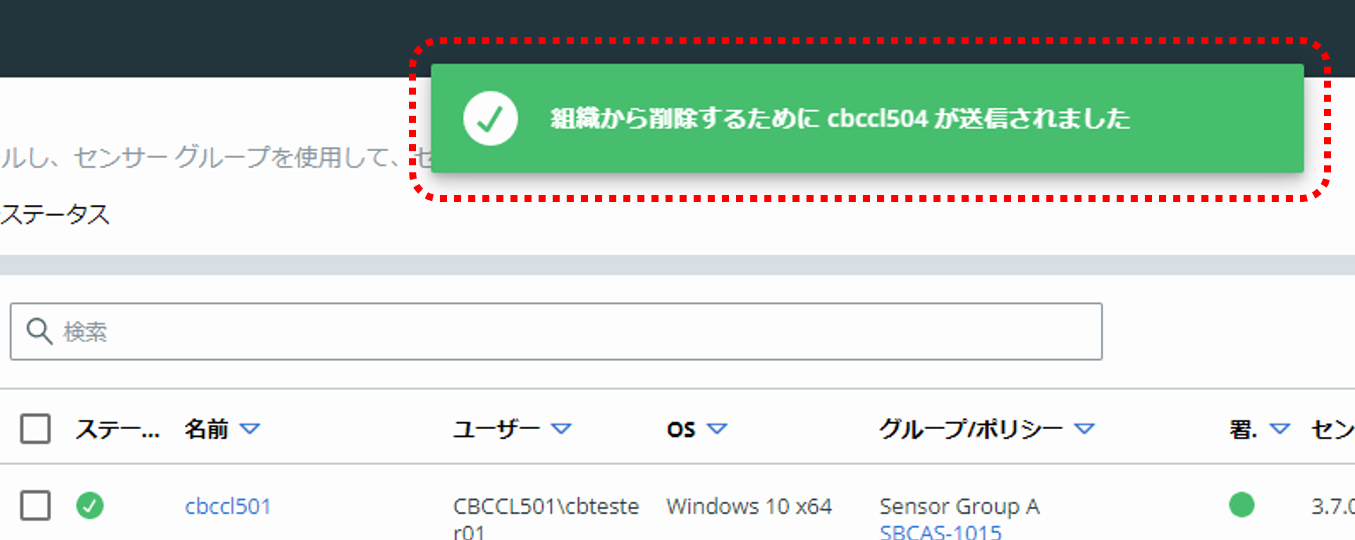 組織から削除するために cbccl504 が送信されました
ルし、センサー グループを使用して、セ
ステータス
検索
ステー... 名前 ユーザー OS グループ/ポリシー 署. セン
cbccl501 CBCCL501\cbteste Windows 10 x64 Sensor Group A 3.7.0
r01 SBCAS-1015